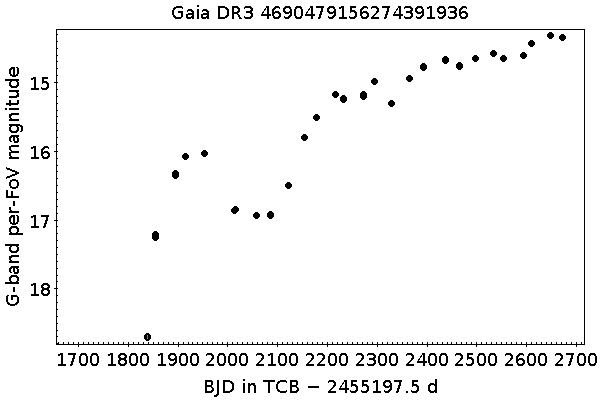 Gaia DR3 4690479156274391936
G-band per-FoV magnitude
15
16
17
18
1700 1800 1900 2000 2100 2200 2300 2400 2500 2600 2700
BJD in TCB − 2455197.5 d